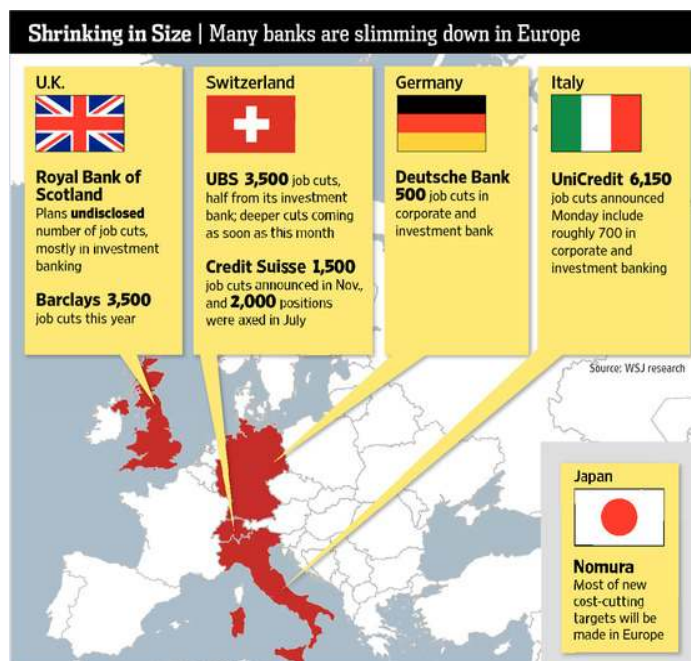 Shrinking in Size | Many banks are slimming down in Europe
U.K.
Royal Bank of
Scotland
Plans undisclosed
number of job cuts,
mostly in investment
banking
Barclays 3,500
job cuts this year
Switzerland
UBS 3,500 job cuts,
half from its investment
bank; deeper cuts coming
as soon as this month
Credit Suisse 1,500
job cuts announced in Nov.,
and 2,000 positions
were axed in July
Germany
Deutsche Bank
500 job cuts in
corporate and
investment bank
Italy
UniCredit 6,150
job cuts announced
Monday include
roughly 700 in
corporate and
investment banking
Source: WSJ research
Japan
Nomura
Most of new
cost-cutting
targets will be
made in Europe